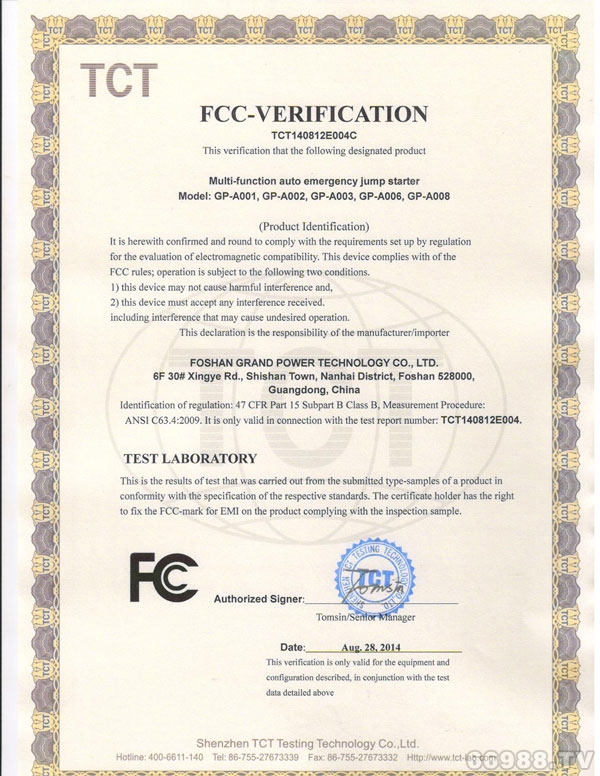 TCT
FCC-VERIFICATION
TCT140812E004C
This verification that the following designated product
Multi-function auto emergency jump starter
Model: GP-A001, GP-A002, GP-A003, GP-A006, GP-A008
(Product Identification)
It is herewith confirmed and round to comply with the requirements set up by regulation
for the evaluation of electromagnetic compatibility. This device complies with of the
FCC rules; operation is subject to the following two conditions.
1) this device may not cause harmful interference and,
2) this device must accept any interference received.
including interference that may cause undesired operation.
This declaration is the responsibility of the manufacturer/importer
FOSHAN GRAND POWER TECHNOLOGY CO., LTD.
6F 30# Xingye Rd., Shishan Town, Nanhai District, Foshan 528000,
Guangdong, China
Identification of regulation: 47 CFR Part 15 Subpart B Class B, Measurement Procedure:
ANSI C63.4:2009. It is only valid in connection with the test report number: TCT140812E004.
TEST LABORATORY
This is the results of test that was carried out from the submitted type-samples of a product in
conformity with the specification of the respective standards. The certificate holder has the right
to fix the FCC-mark for EMI on the product complying with the inspection sample.
FC
SHENZHEN TCT TESTING TECHNOLOGY CO., LTD
TCT
Authorized Signer:
Tomsin/Senior Manager
Date: Aug. 28, 2014
This verification is only valid for the equipment and
configuration described, in conjunction with the test
data detailed above
Shenzhen TCT Testing Technology Co.,Ltd.
Hotline: 400-6611-140 Tel: 86-755-27673339 Fax: 86-755-27673332 Http://www.tct-lab.com
66988.TV